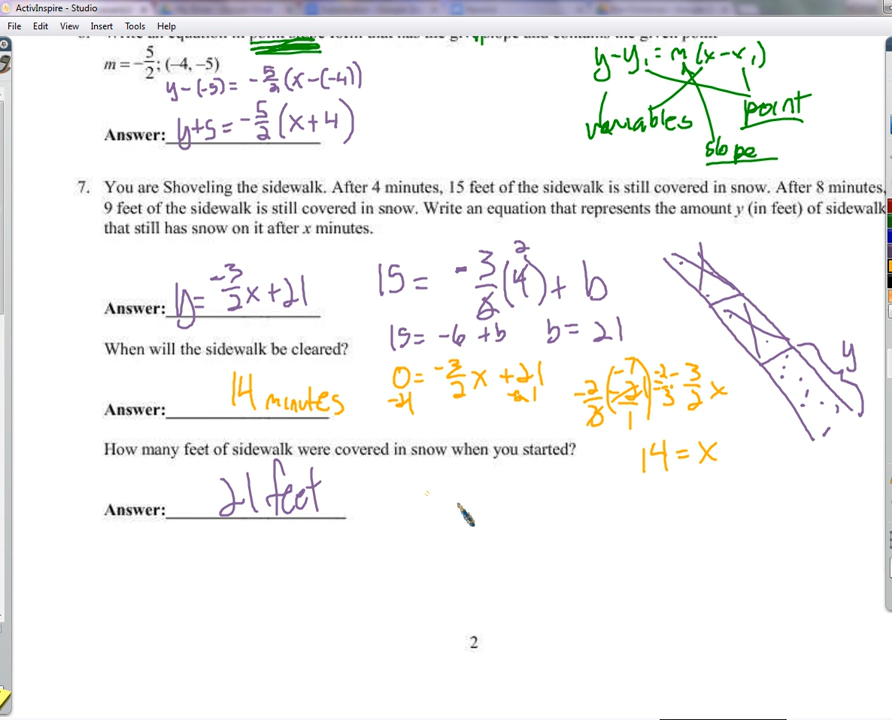 ActivInspire - Studio
File Edit View Insert Tools Help
y-y₁ = m(x-x₁)
m = -5/2; (-4, -5)
y-(-5) = -5/2(x-(-4))
variables
point
slope
Answer: y+5 = -5/2(x+4)
7. You are Shoveling the sidewalk. After 4 minutes, 15 feet of the sidewalk is still covered in snow. After 8 minutes,
9 feet of the sidewalk is still covered in snow. Write an equation that represents the amount y (in feet) of sidewalk
that still has snow on it after x minutes.
15 = -3/2(4)+b
2
Answer: y = -3/2x+21
15 = -6 + b b = 21
y
When will the sidewalk be cleared?
0 = -3/2x + 21
-21 -21
Answer: 14 minutes
14 = x
How many feet of sidewalk were covered in snow when you started?
Answer: 21 feet
2